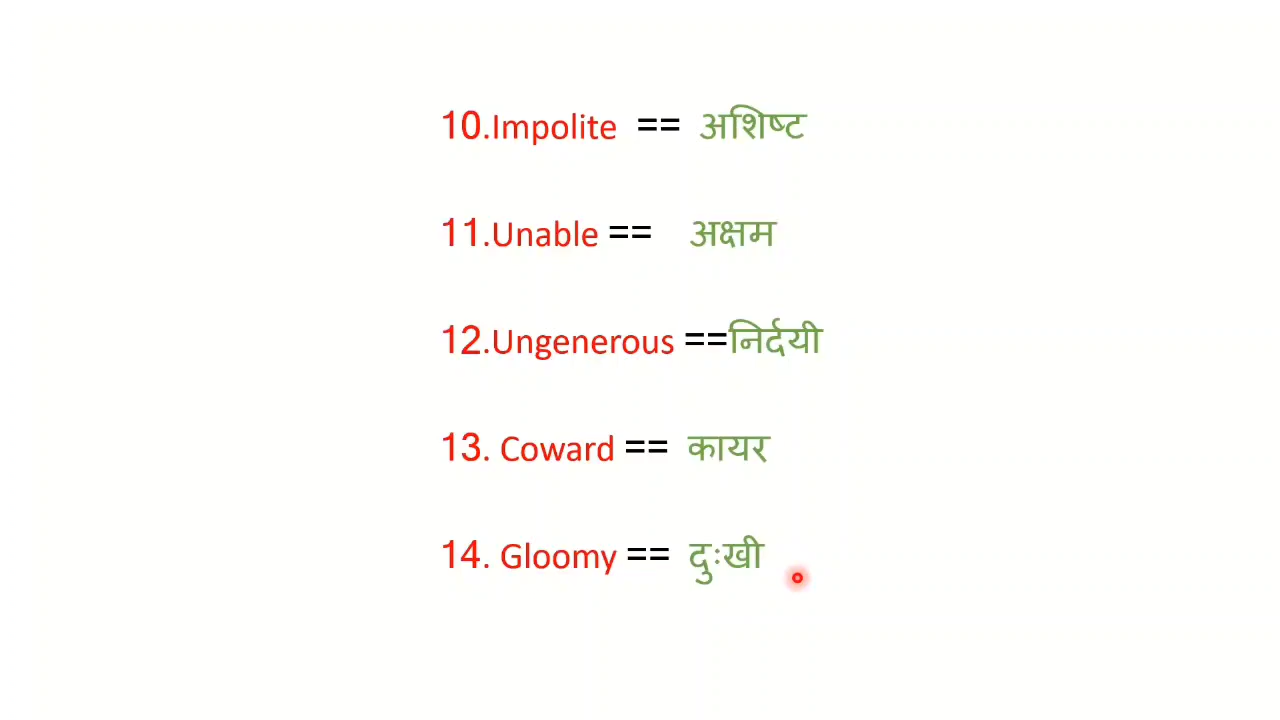 10.Impolite == अशिष्ट
11.Unable == अक्षम
12.Ungenerous ==निर्दयी
13. Coward == कायर
14. Gloomy == दुःखी